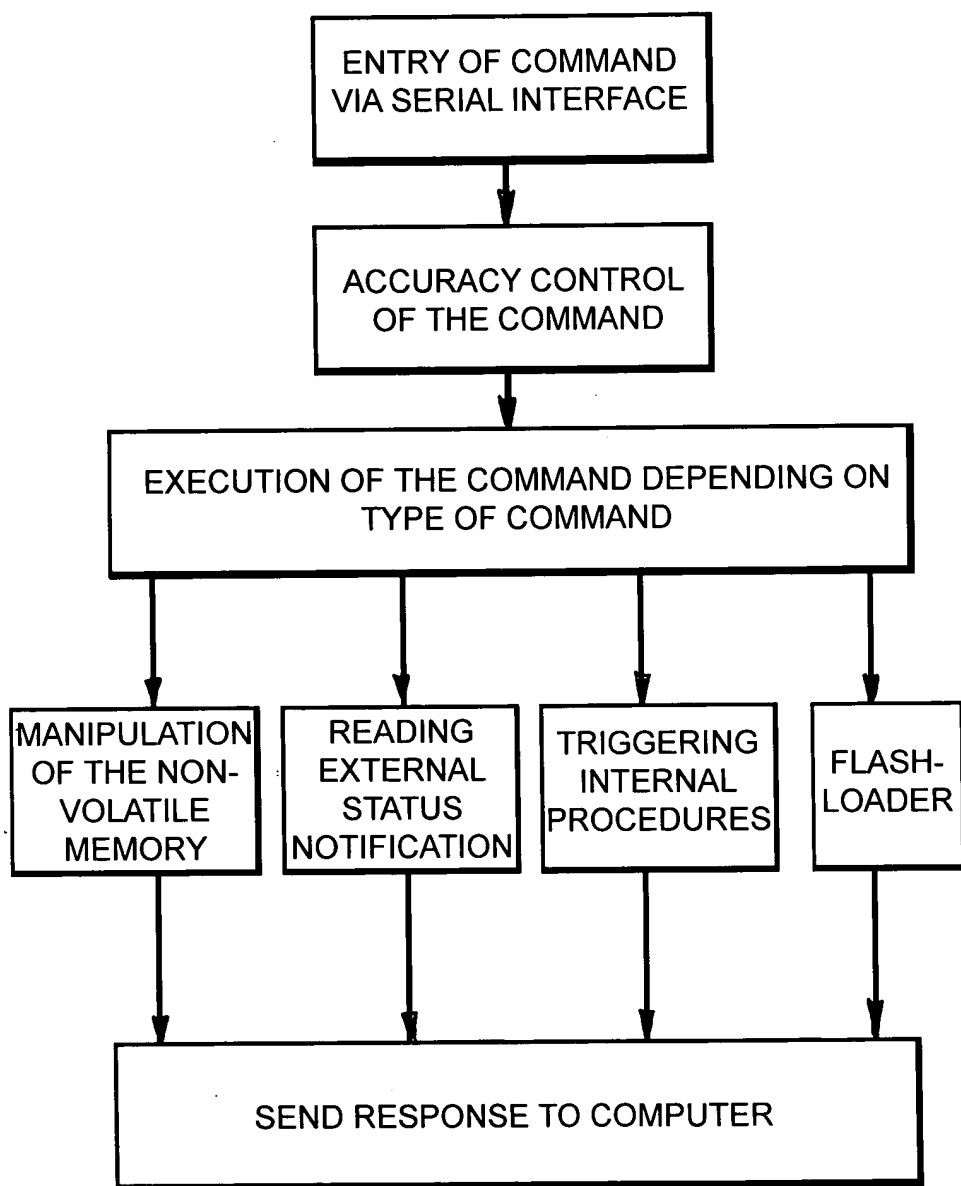 ENTRY OF COMMAND
VIA SERIAL INTERFACE
ACCURACY CONTROL
OF THE COMMAND
EXECUTION OF THE COMMAND DEPENDING ON
TYPE OF COMMAND
MANIPULATION
OF THE NON-
VOLATILE
MEMORY
READING
EXTERNAL
STATUS
NOTIFICATION
TRIGGERING
INTERNAL
PROCEDURES
FLASH-
LOADER
SEND RESPONSE TO COMPUTER